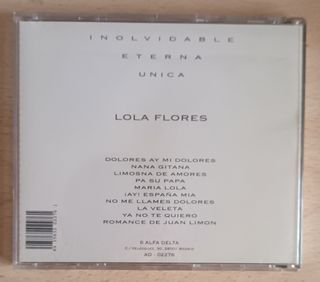 INOLVIDABLE
ETERNA
UNICA
LOLA FLORES
DOLORES AY MI DOLORES
NANA GITANA
LIMOSNA DE AMORES
PA SU PAPA
MARIA LOLA
¡AY! ESPAÑA MIA
NO ME LLAMES DOLORES
LA VELETA
YA NO TE QUIERO
ROMANCE DE JUAN LIMON
ALFA DELTA
AD - 02276